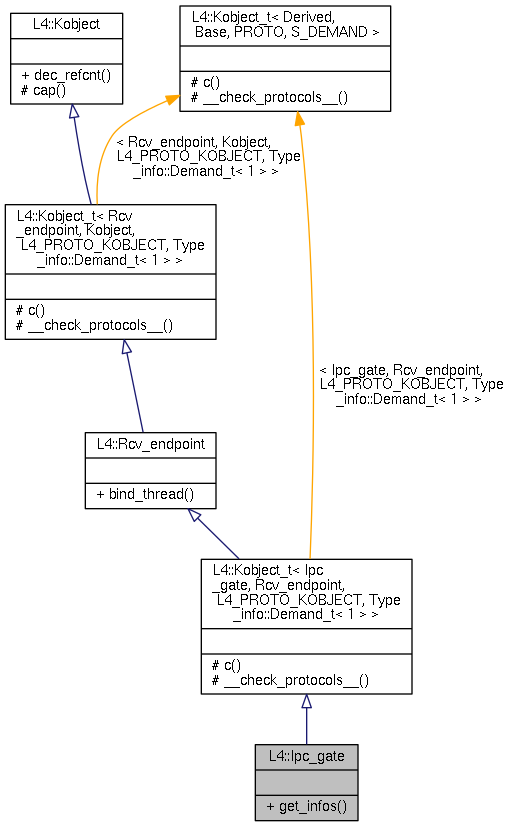 L4::Kobject
+ dec_refcnt()
# cap()
L4::Kobject_t< Derived,
Base, PROTO, S_DEMAND >
# c()
# __check_protocols__()
< Rcv_endpoint, Kobject,
L4_PROTO_KOBJECT, Type
_info::Demand_t< 1 > >
L4::Kobject_t< Rcv
_endpoint, Kobject,
L4_PROTO_KOBJECT, Type
_info::Demand_t< 1 > >
# c()
# __check_protocols__()
< Ipc_gate, Rcv_endpoint,
L4_PROTO_KOBJECT, Type
_info::Demand_t< 1 > >
L4::Rcv_endpoint
+ bind_thread()
L4::Kobject_t< Ipc
_gate, Rcv_endpoint,
L4_PROTO_KOBJECT, Type
_info::Demand_t< 1 > >
# c()
# __check_protocols__()
L4::Ipc_gate
+ get_infos()